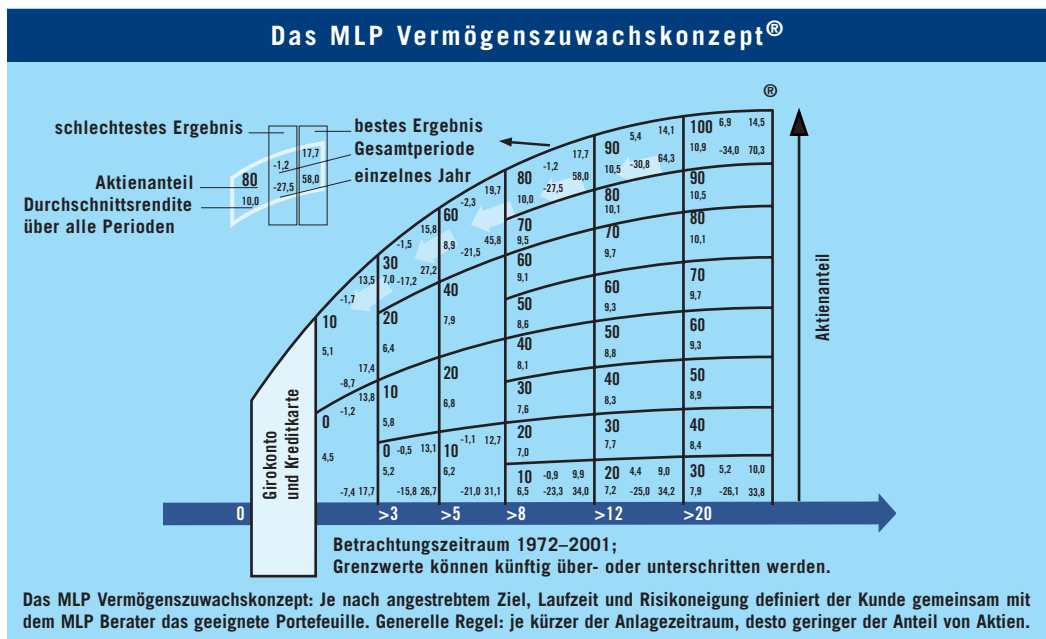 Das MLP Vermögenszuwachskonzept®
®
schlechtestes Ergebnis
bestes Ergebnis
Gesamtperiode
einzelnes Jahr
Aktienanteil
Durchschnittsrendite
über alle Perioden
17,7
-1,2
80
58,0
-27,5
10,0
Girokonto
und Kreditkarte
-1,7 13,5
10
5,1
17,4
-8,7
-1,2 13,8
0
4,5
-7,4 17,7
-1,5 15,8
30
7,0 -17,2 27,2
20
6,4
10
5,8
0 -0,5 13,1
5,2
-15,8 26,7
-2,3 19,7
60
8,9 -21,5 45,8
40
7,9
20
6,8
10 -1,1 12,7
6,2
-21,0 31,1
-1,2 17,7
80
10,0 -27,5 58,0
70
9,5
60
9,1
50
8,6
40
8,1
30
7,6
20
7,0
10 -0,9 9,9
6,5 -23,3 34,0
5,4 14,1
90
10,5 -30,8 64,3
80
10,1
70
9,7
60
9,3
50
8,8
40
8,3
30
7,7
20 4,4 9,0
7,2 -25,0 34,2
100 6,9 14,5
10,9 -34,0 70,3
90
10,5
80
10,1
70
9,7
60
9,3
50
8,9
40
8,4
30 5,2 10,0
7,9 -26,1 33,8
Aktienanteil
0 >3 >5 >8 >12 >20
Betrachtungszeitraum 1972–2001;
Grenzwerte können künftig über- oder unterschritten werden.
Das MLP Vermögenszuwachskonzept: Je nach angestrebtem Ziel, Laufzeit und Risikoneigung definiert der Kunde gemeinsam mit
dem MLP Berater das geeignete Portefeuille. Generelle Regel: je kürzer der Anlagezeitraum, desto geringer der Anteil von Aktien.